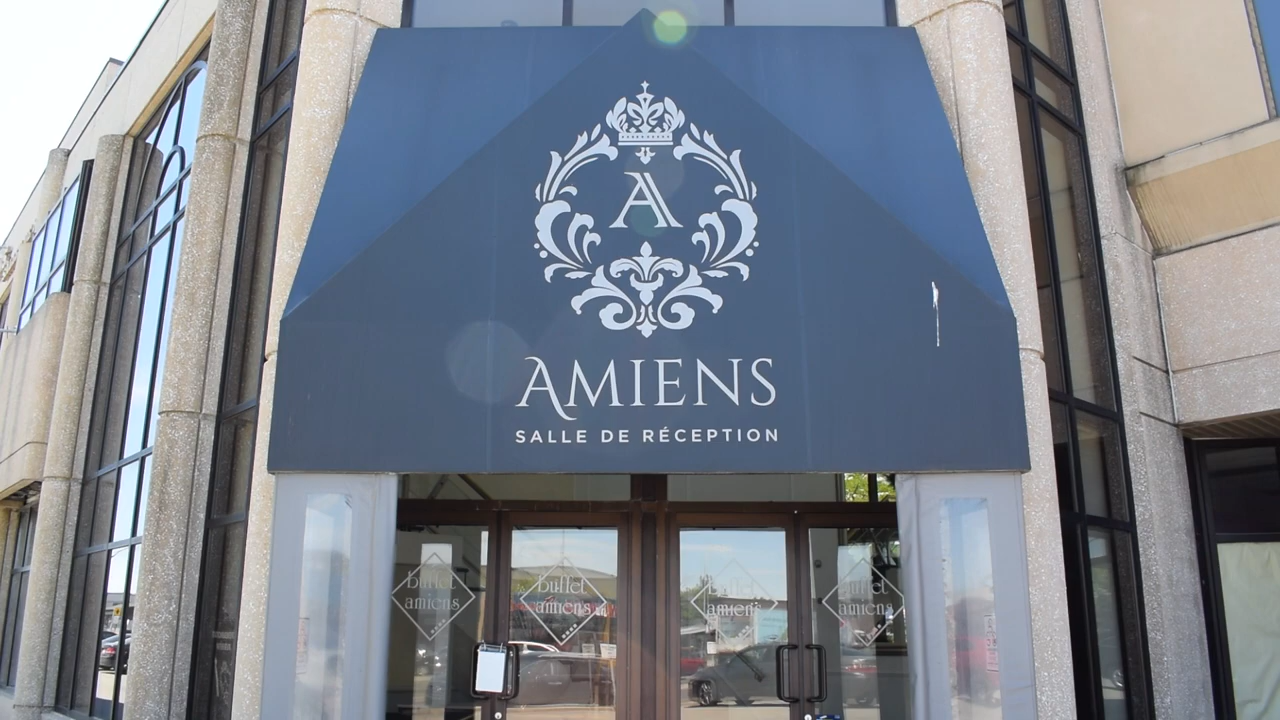 A
AMIENS
SALLE DE RÉCEPTION
buffet
amiens
buffet
amiens
buffet
amiens
buffet
amiens